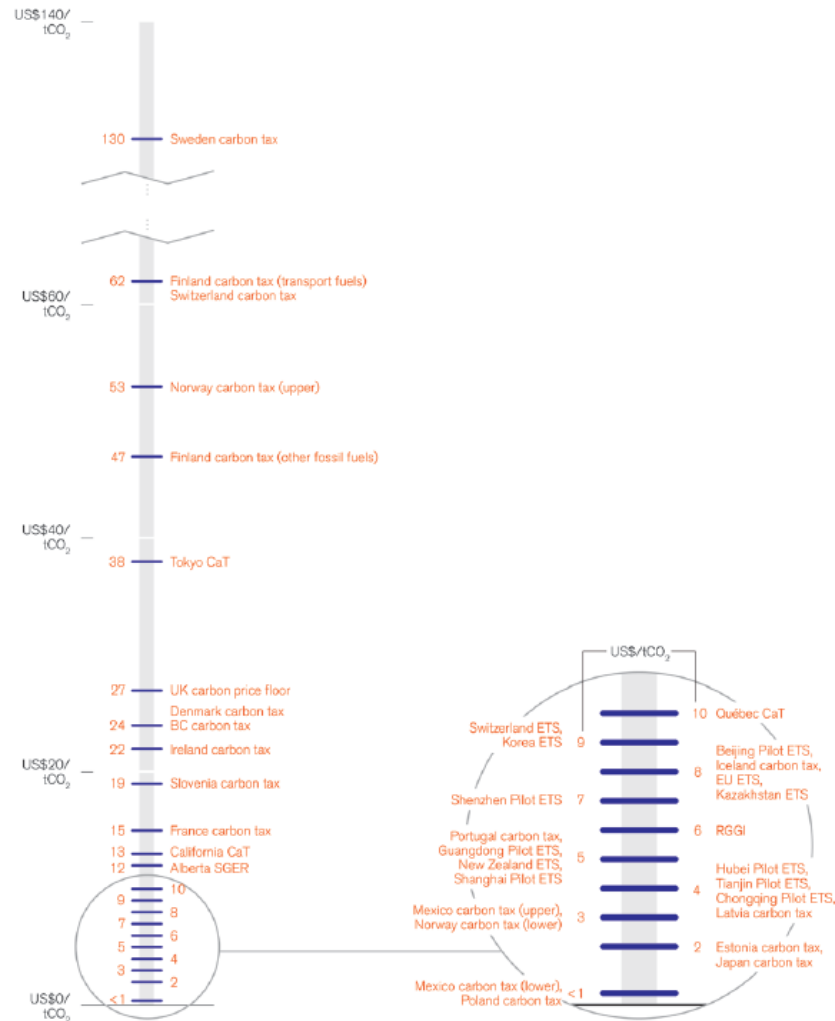 US$140/
tCO₂
130 Sweden carbon tax
62 Finland carbon tax (transport fuels)
Switzerland carbon tax
US$60/
tCO₂
53 Norway carbon tax (upper)
47 Finland carbon tax (other fossil fuels)
US$40/
tCO₂
38 Tokyo CaT
27 UK carbon price floor
Denmark carbon tax
24 BC carbon tax
22 Ireland carbon tax
US$20/
tCO₂
19 Slovenia carbon tax
15 France carbon tax
13 California CaT
12 Alberta SGER
10
9
8
7
6
5
4
3
2
<1
US$0/
tCO₂
US$/tCO₂
10 Québec CaT
Switzerland ETS,
Korea ETS 9
Beijing Pilot ETS,
Iceland carbon tax,
8 EU ETS,
Kazakhstan ETS
Shenzhen Pilot ETS 7
6 RGGI
Portugal carbon tax,
Guangdong Pilot ETS, 5
New Zealand ETS,
Shanghai Pilot ETS
Hubei Pilot ETS,
4 Tianjin Pilot ETS,
Chongqing Pilot ETS,
Latvia carbon tax
Mexico carbon tax (upper), 3
Norway carbon tax (lower)
2 Estonia carbon tax,
Japan carbon tax
Mexico carbon tax (lower), <1
Poland carbon tax